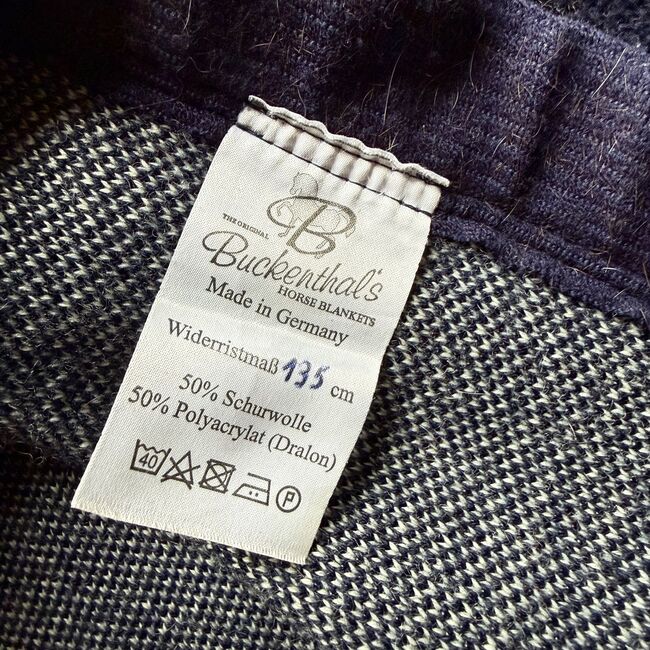 THE ORIGINAL
B
Buckenthal's
HORSE BLANKETS
Made in Germany
Widerristmaß 135 cm
50% Schurwolle
50% Polyacrylat (Dralon)
40 P